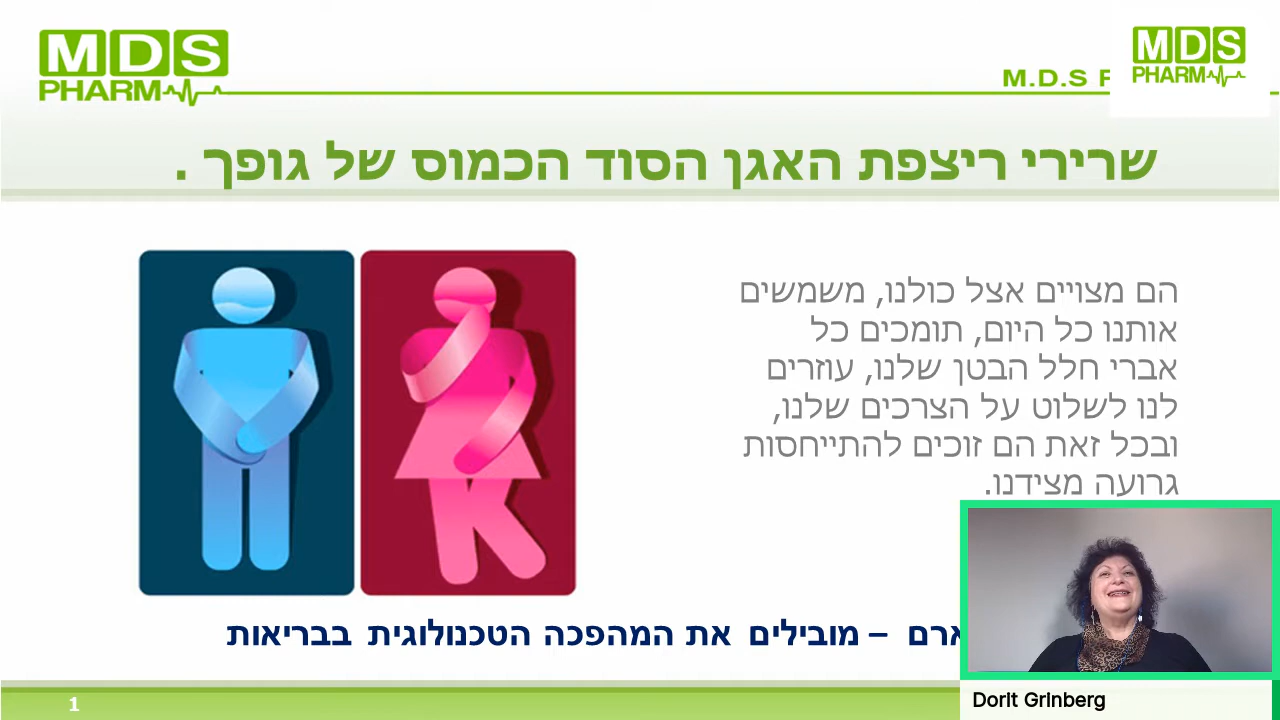 MDS
PHARM
M.D.S
MDS
PHARM
שרירי ריצפת האגן הסוד הכמוס של גופך .
הם מצויים אצל כולנו, משמשים
אותנו כל היום, תומכים כל
אברי חלל הבטן שלנו, עוזרים
לנו לשלוט על הצרכים שלנו,
ובכל זאת הם זוכים להתייחסות
גרועה מצידנו.
– מובילים את המהפכה הטכנולוגית בבריאות
1
Dorit Grinberg